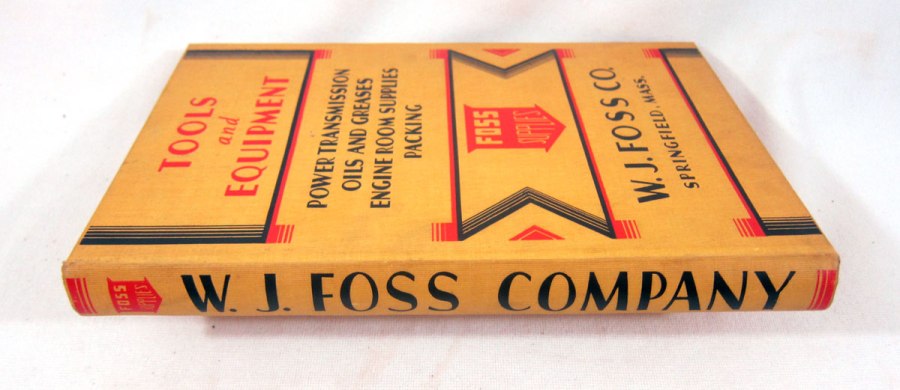 TOOLS
and
EQUIPMENT
POWER TRANSMISSION
OILS AND GREASES
ENGINE ROOM SUPPLIES
PACKING
FOSS
SUPPLIES
W. J. FOSS CO.
SPRINGFIELD, MASS.
FOSS
SUPPLIES
W. J. FOSS COMPANY